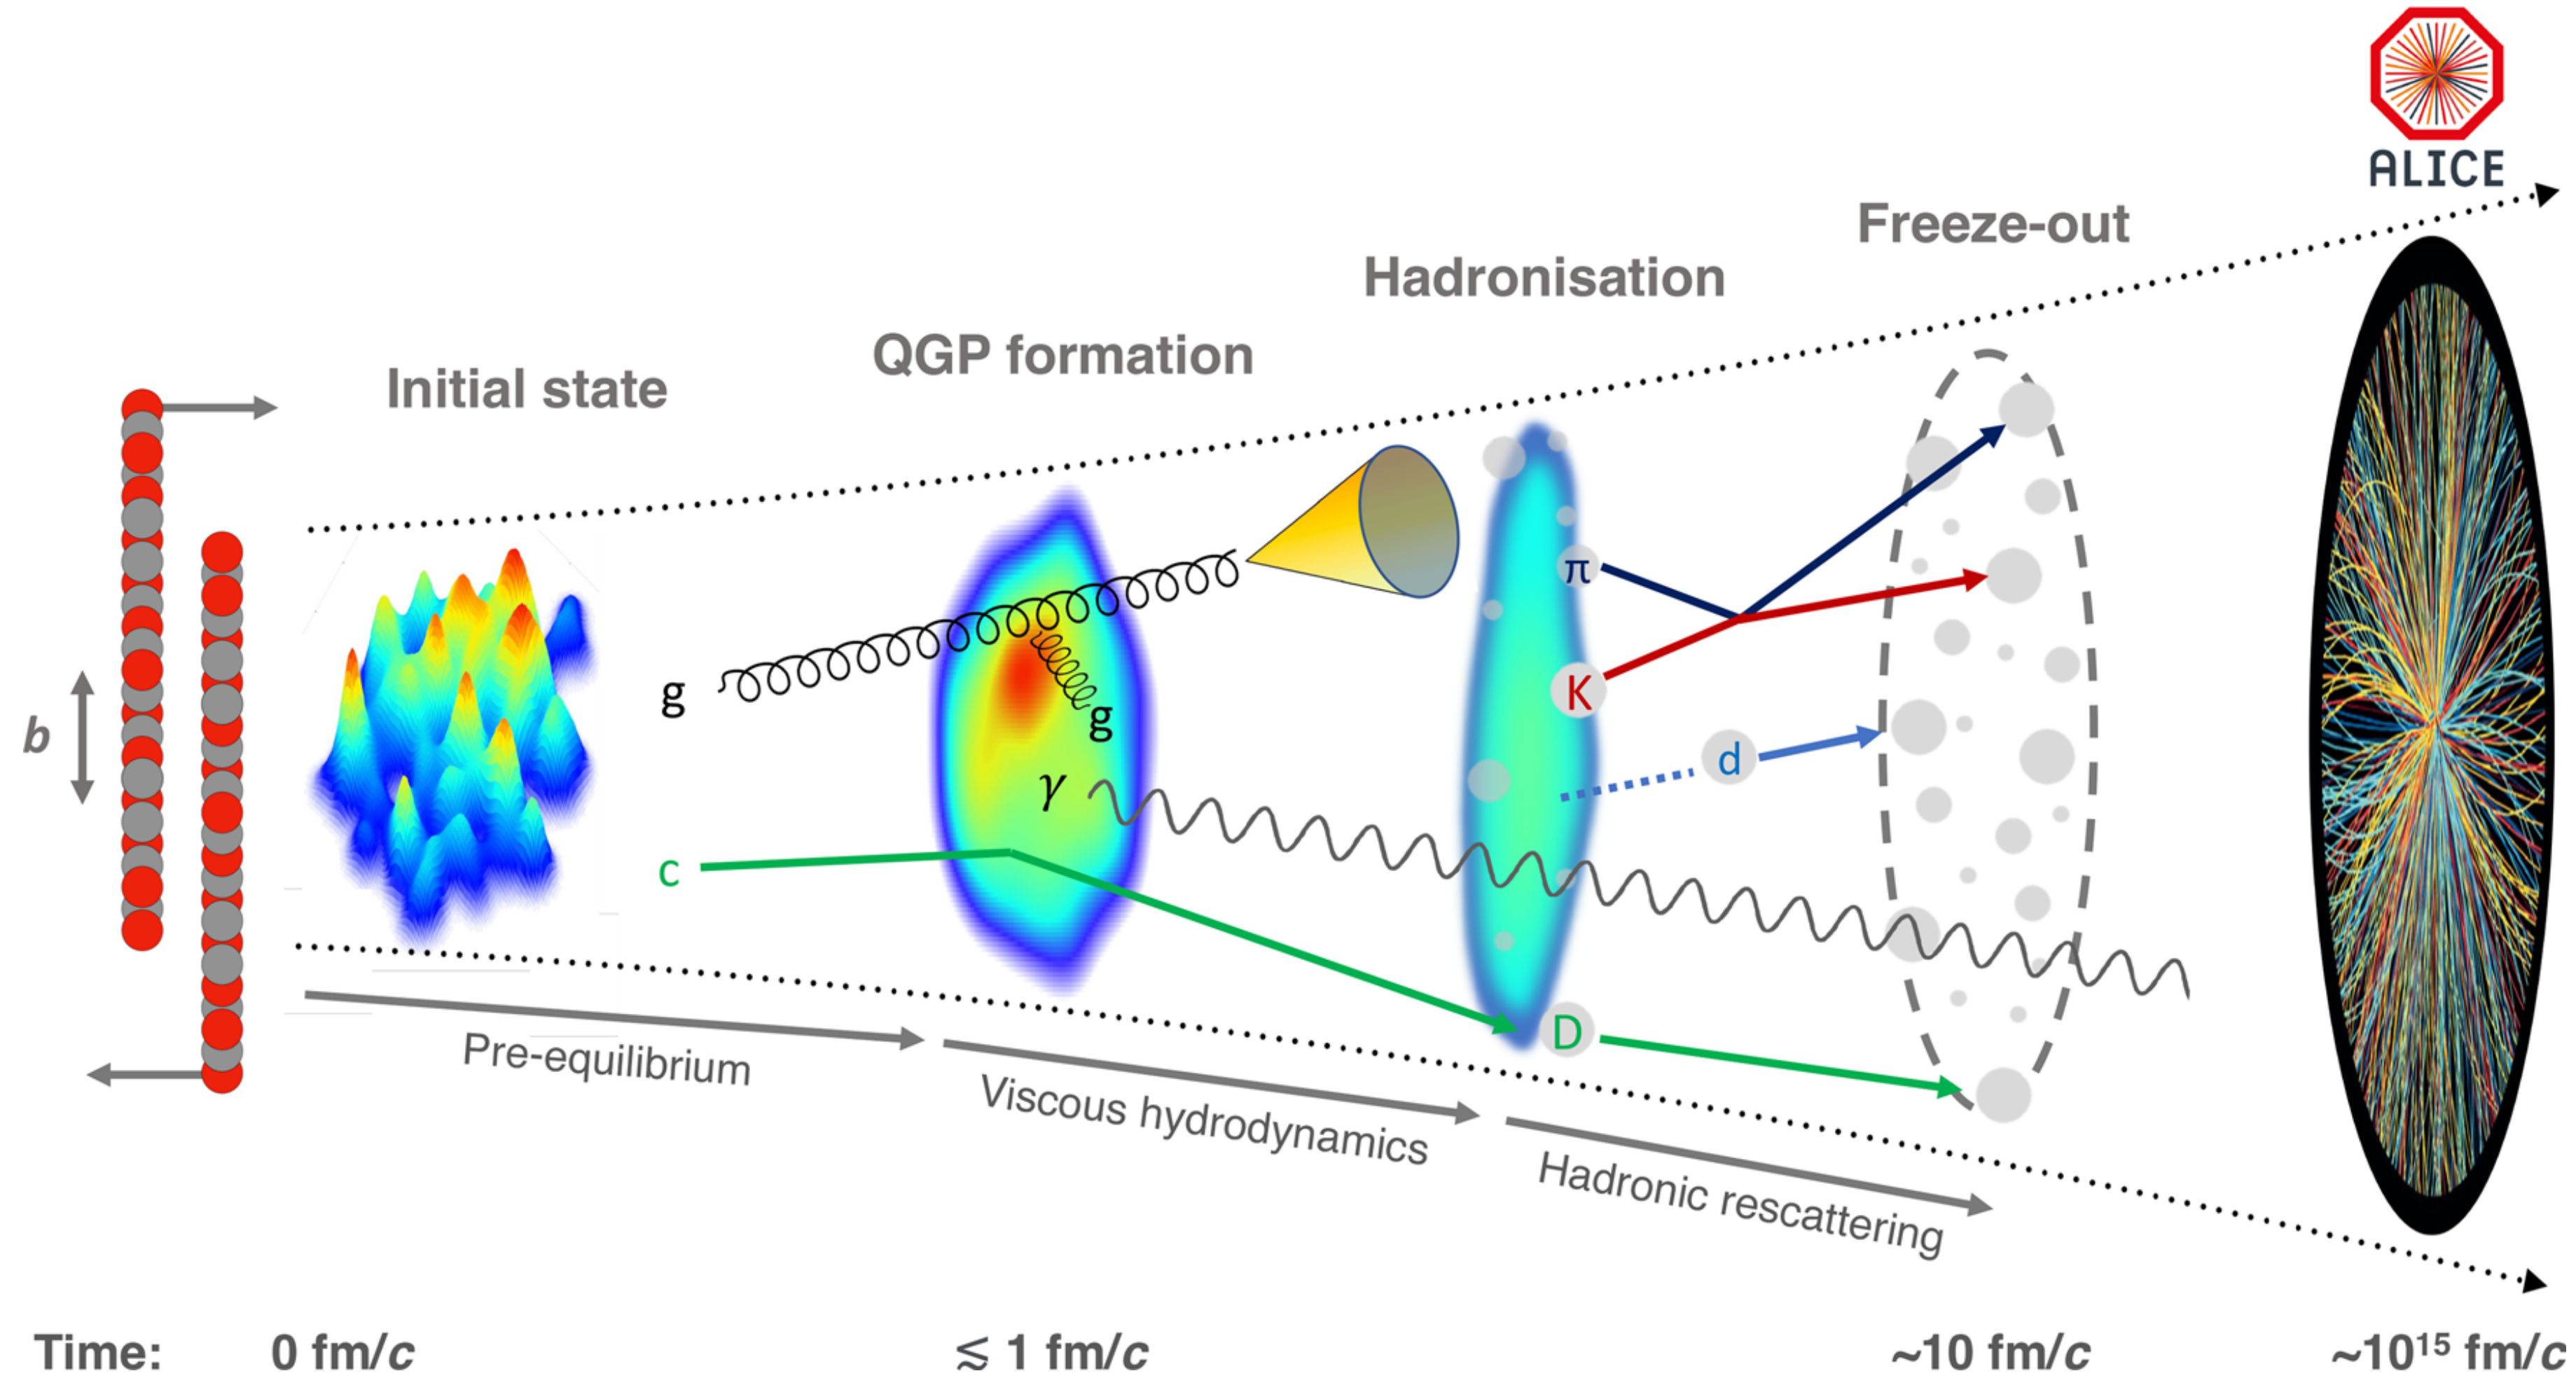 ALICE
Freeze-out
Hadronisation
QGP formation
Initial state
b
g
g
γ
c
π
K
d
D
Pre-equilibrium
Viscous hydrodynamics
Hadronic rescattering
Time: 0 fm/c ≲ 1 fm/c ~10 fm/c ~10¹⁵ fm/c